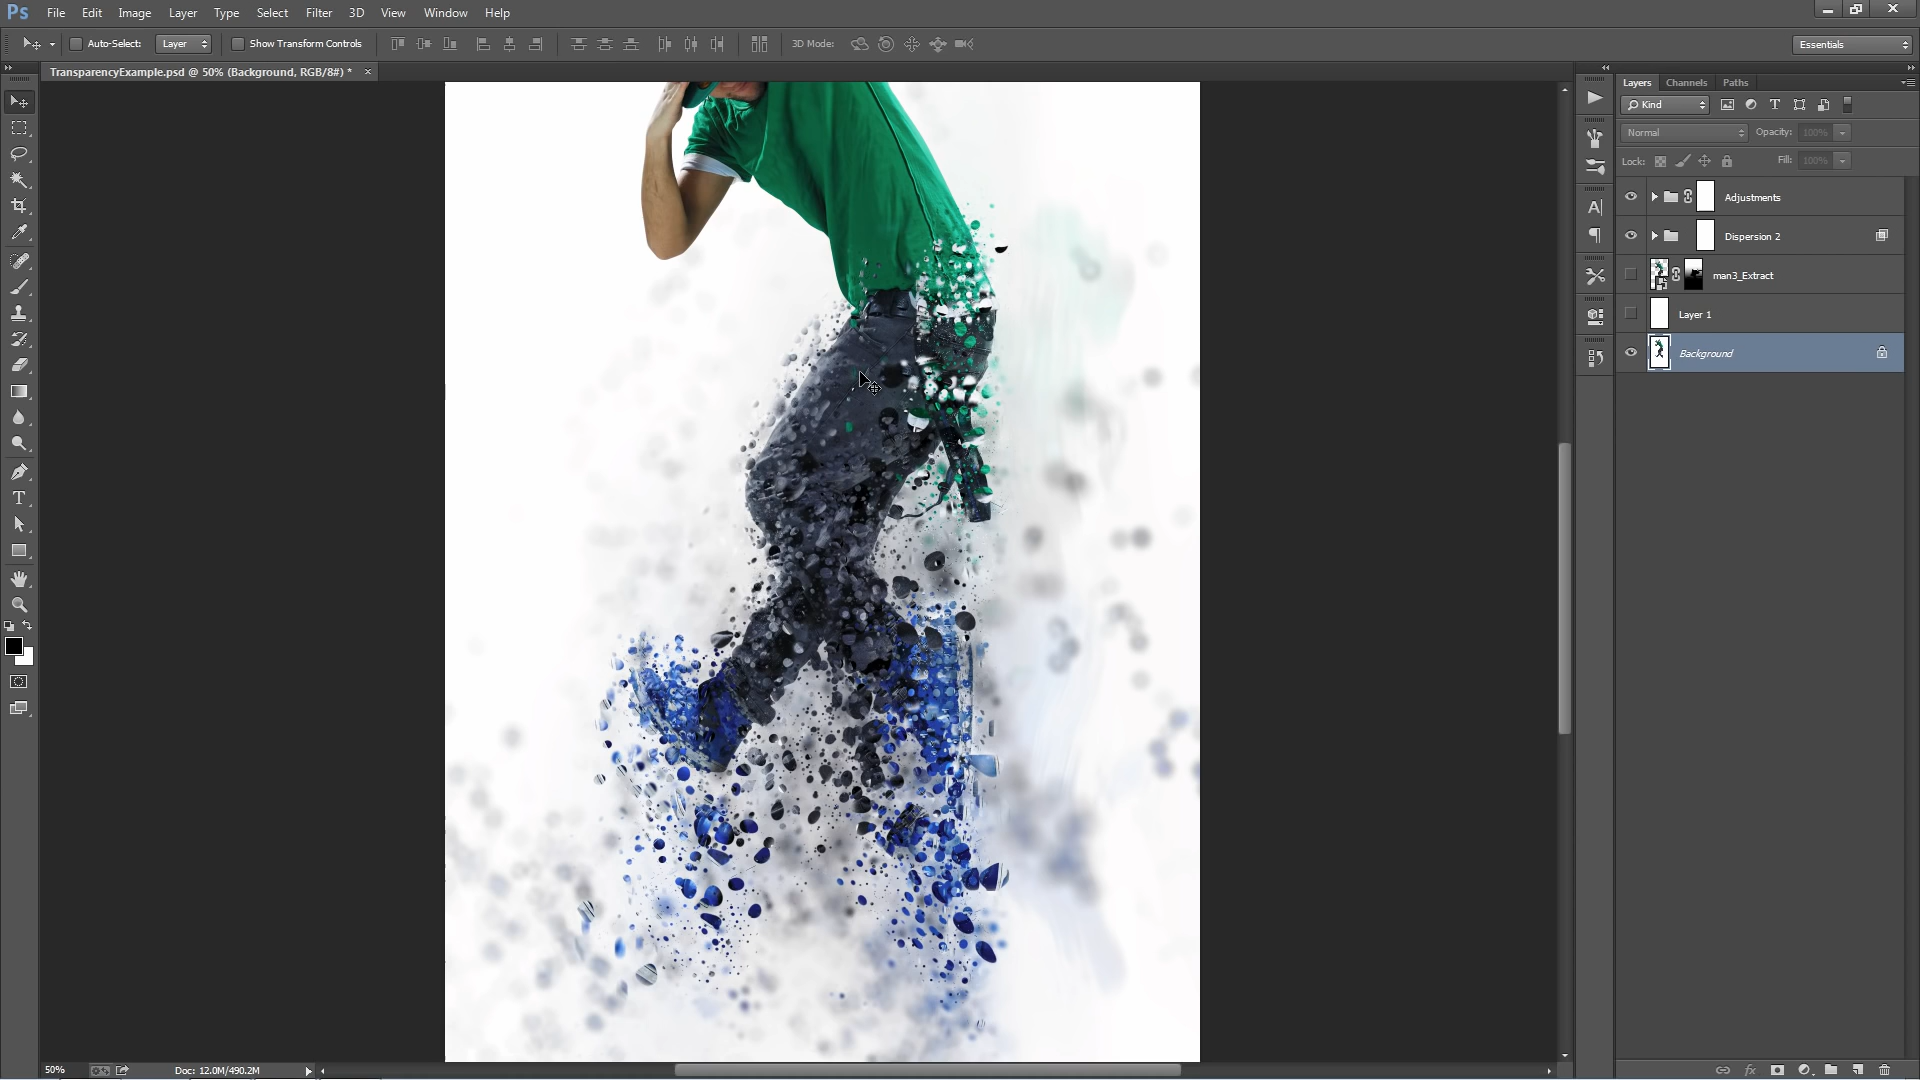 Ps File Edit Image Layer Type Select Filter 3D View Window Help
Auto-Select: Layer Show Transform Controls 3D Mode: Essentials
TransparencyExample.psd @ 50% (Background, RGB/8#) * ×
Layers Channels Paths
Kind
Normal Opacity: 100%
Lock: Fill: 100%
Adjustments
Dispersion 2
man3_Extract
Layer 1
Background
50% Doc: 12.0M/490.2M